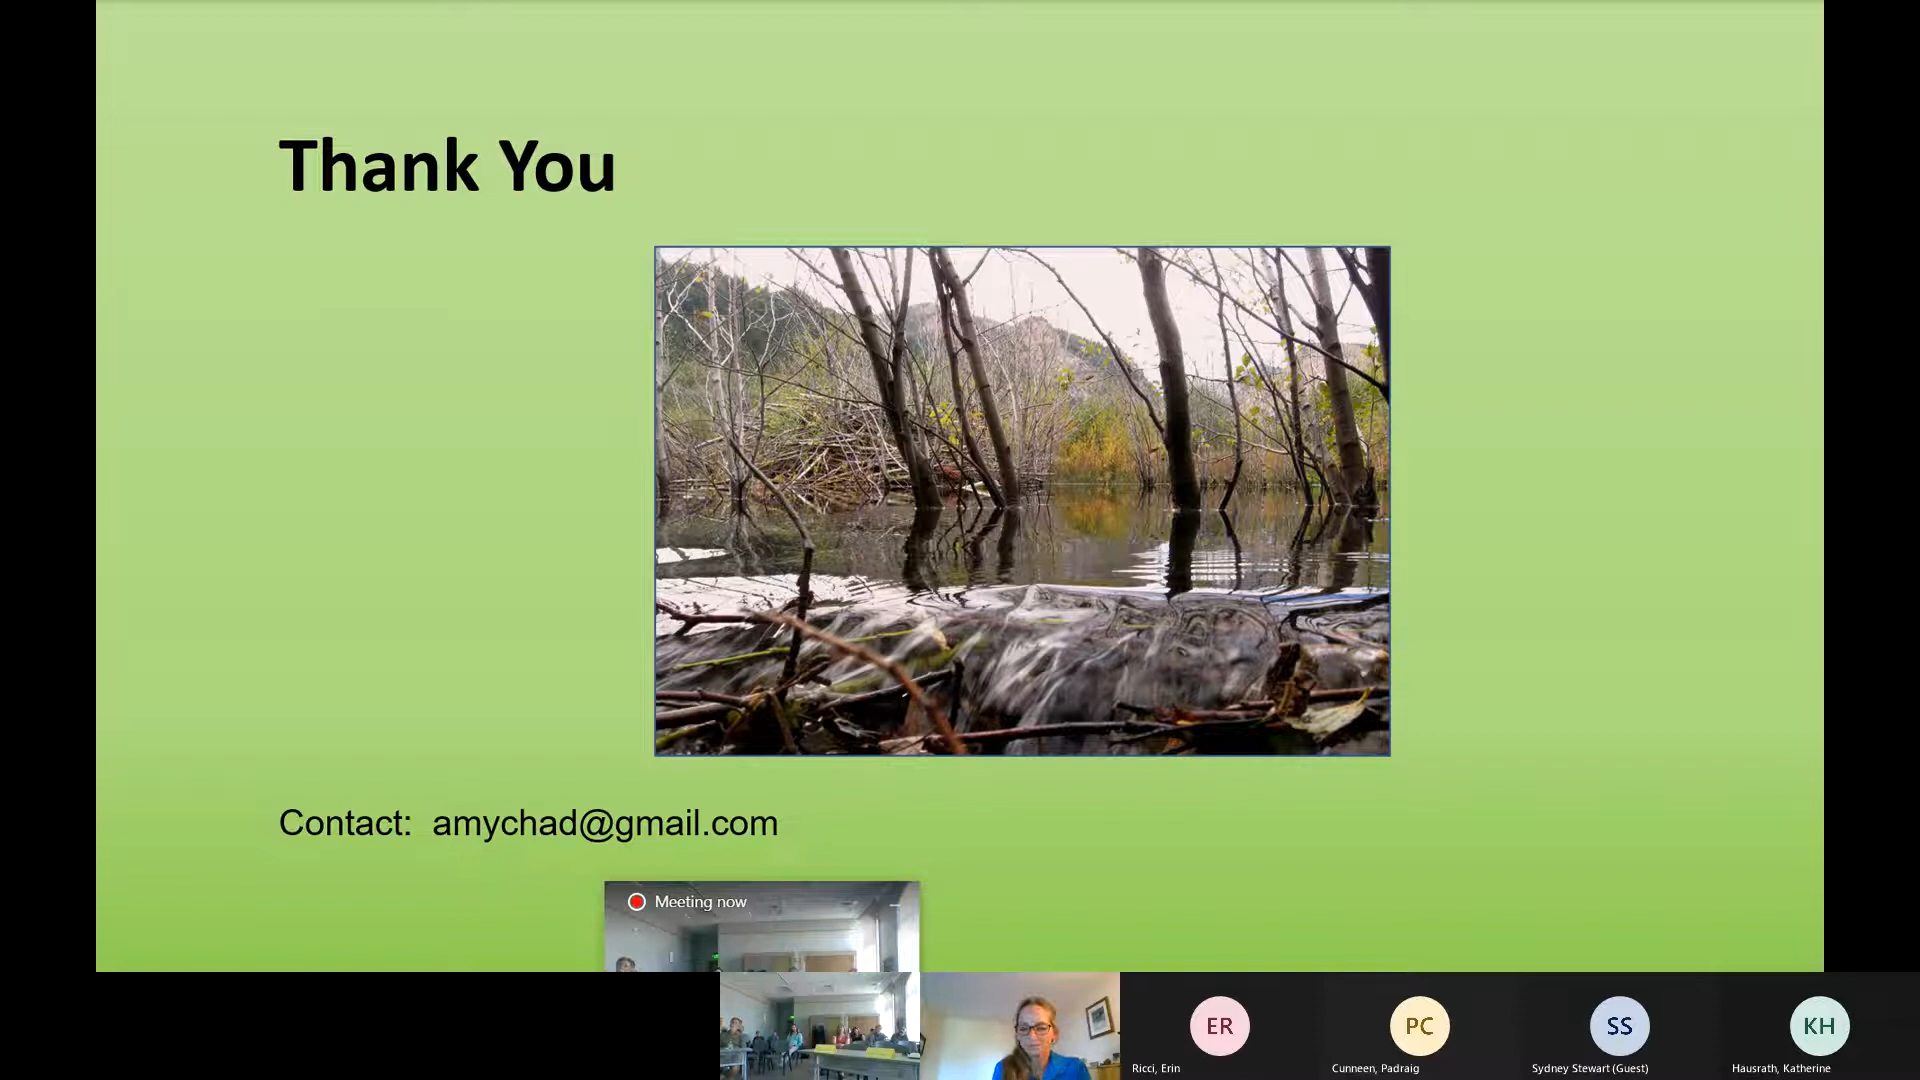 Thank You
Contact: amychad@gmail.com
Meeting now
ER
PC
SS
KH
Ricci, Erin
Cunneen, Padraig
Sydney Stewart (Guest)
Hausrath, Katherine